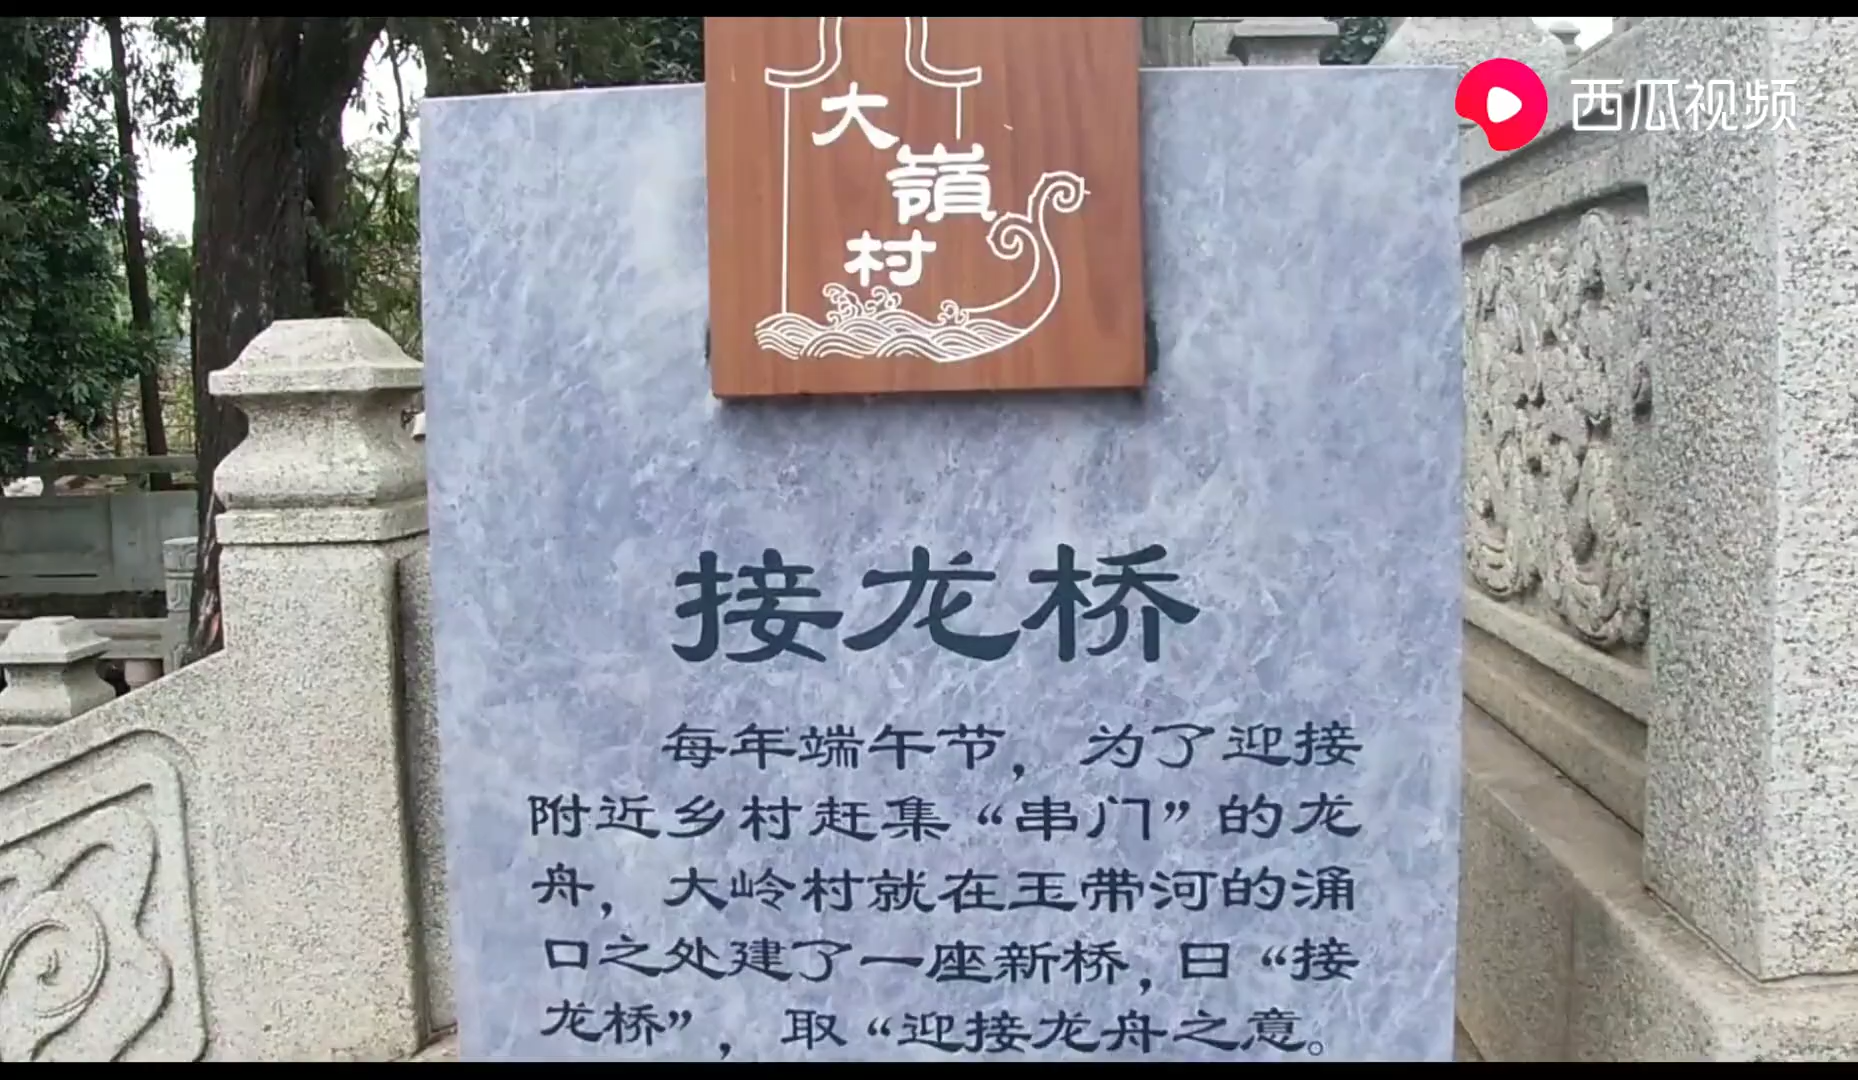 西瓜视频
大
嶺
村
接龙桥
每年端午节，为了迎接
附近乡村赶集“串门”的龙
舟，大岭村就在玉带河的涌
口之处建了一座新桥，曰“接
龙桥”，取“迎接龙舟之意。